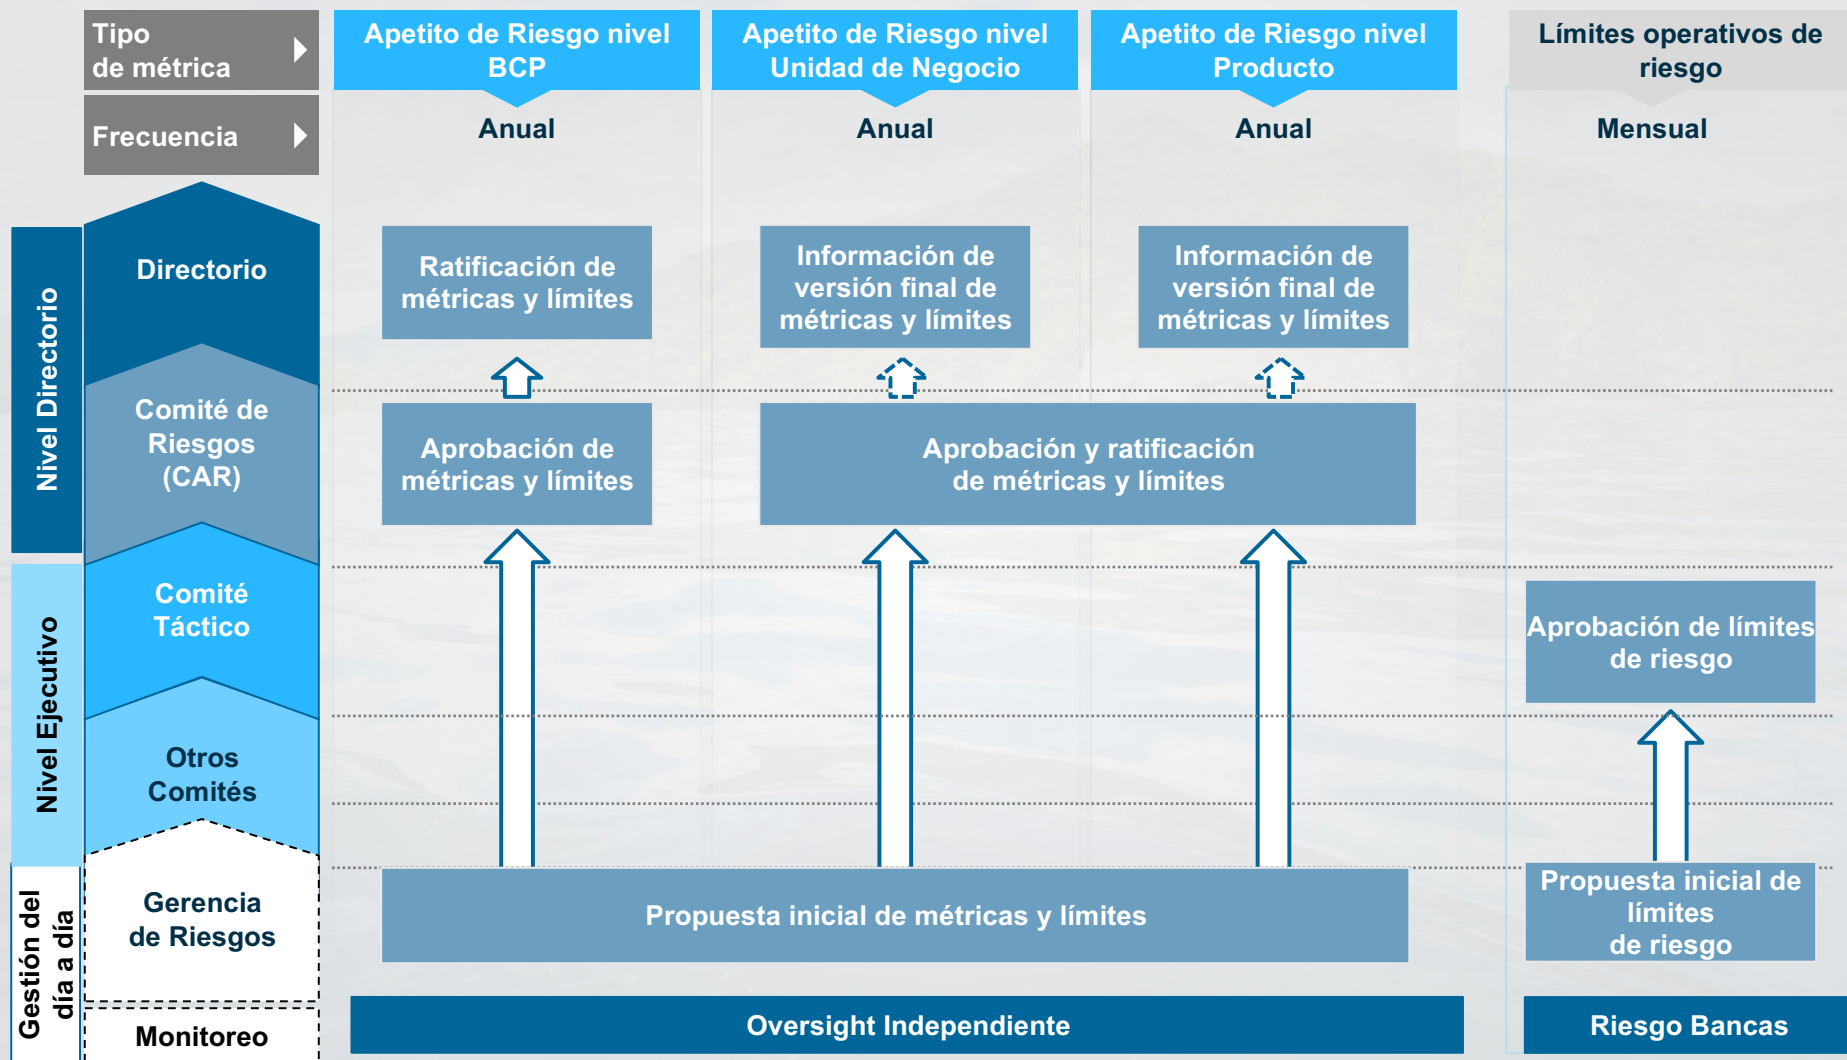 Tipo
de métrica
Apetito de Riesgo nivel
BCP
Apetito de Riesgo nivel
Unidad de Negocio
Apetito de Riesgo nivel
Producto
Límites operativos de
riesgo
Frecuencia
Anual
Anual
Anual
Mensual
Nivel Directorio
Directorio
Ratificación de
métricas y límites
Información de
versión final de
métricas y límites
Información de
versión final de
métricas y límites
Comité de
Riesgos
(CAR)
Aprobación de
métricas y límites
Aprobación y ratificación
de métricas y límites
Nivel Ejecutivo
Comité
Táctico
Aprobación de límites
de riesgo
Otros
Comités
Gestión del
día a día
Gerencia
de Riesgos
Propuesta inicial de métricas y límites
Propuesta inicial de
límites
de riesgo
Monitoreo
Oversight Independiente
Riesgo Bancas